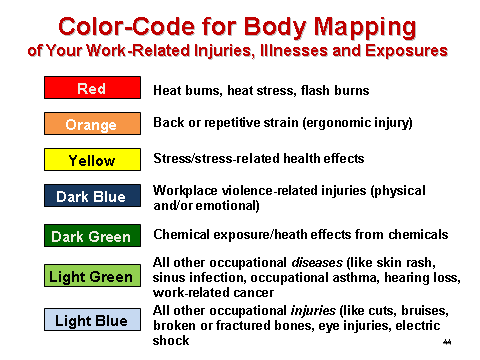 Color-Code for Body Mapping
of Your Work-Related Injuries, Illnesses and Exposures
Red
Heat burns, heat stress, flash burns
Orange
Back or repetitive strain (ergonomic injury)
Yellow
Stress/stress-related health effects
Dark Blue
Workplace violence-related injuries (physical
and/or emotional)
Dark Green
Chemical exposure/heath effects from chemicals
Light Green
All other occupational diseases (like skin rash,
sinus infection, occupational asthma, hearing loss,
work-related cancer
Light Blue
All other occupational injuries (like cuts, bruises,
broken or fractured bones, eye injuries, electric
shock
44